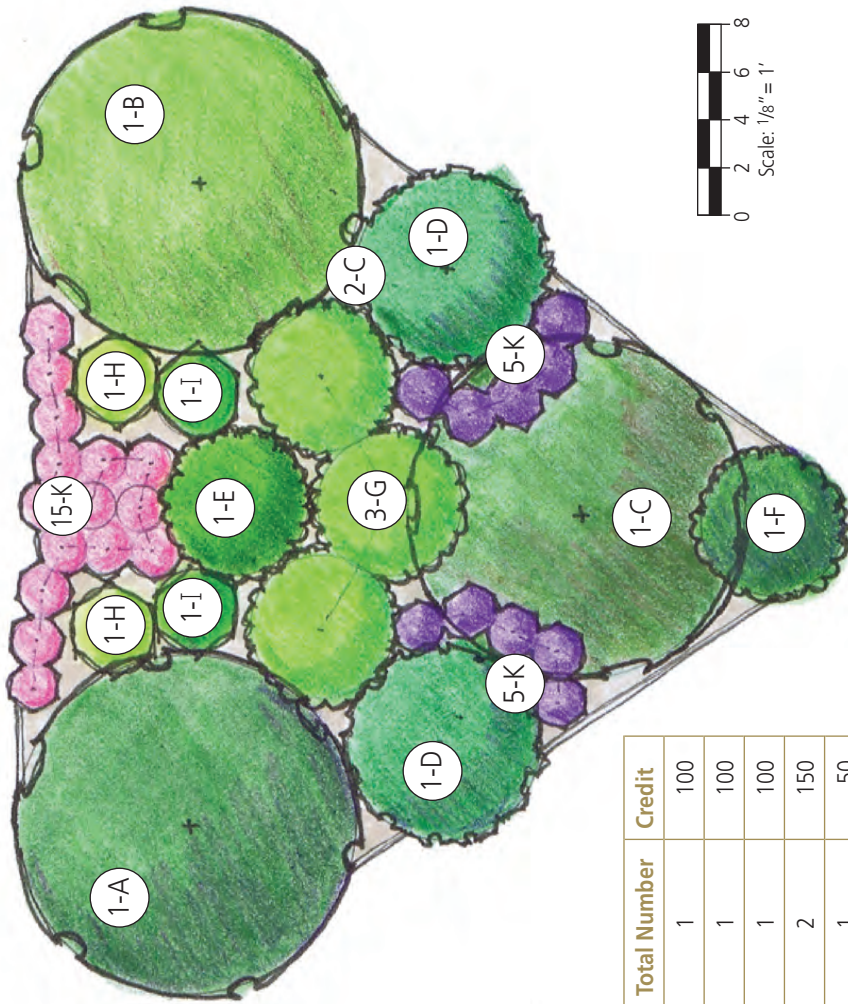 1-B
1-D
2-C
5-K
1-H
1-I
15-K
1-E
3-G
1-C
1-F
1-H
1-I
5-K
1-D
1-A
0 2 4 6 8
Scale: 1/8" = 1'
Total Number Credit
1 100
1 100
1 100
2 150
1 50